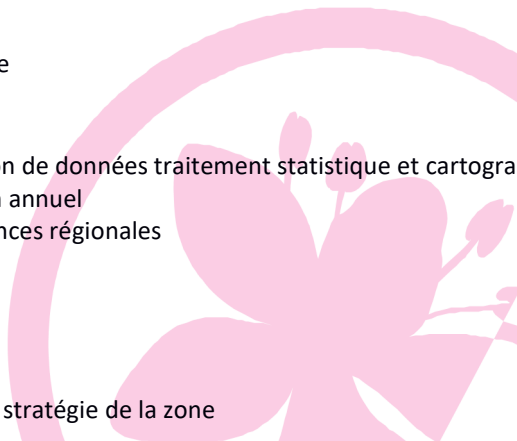 e
on de données traitement statistique et cartogra
annuel
nces régionales
stratégie de la zone